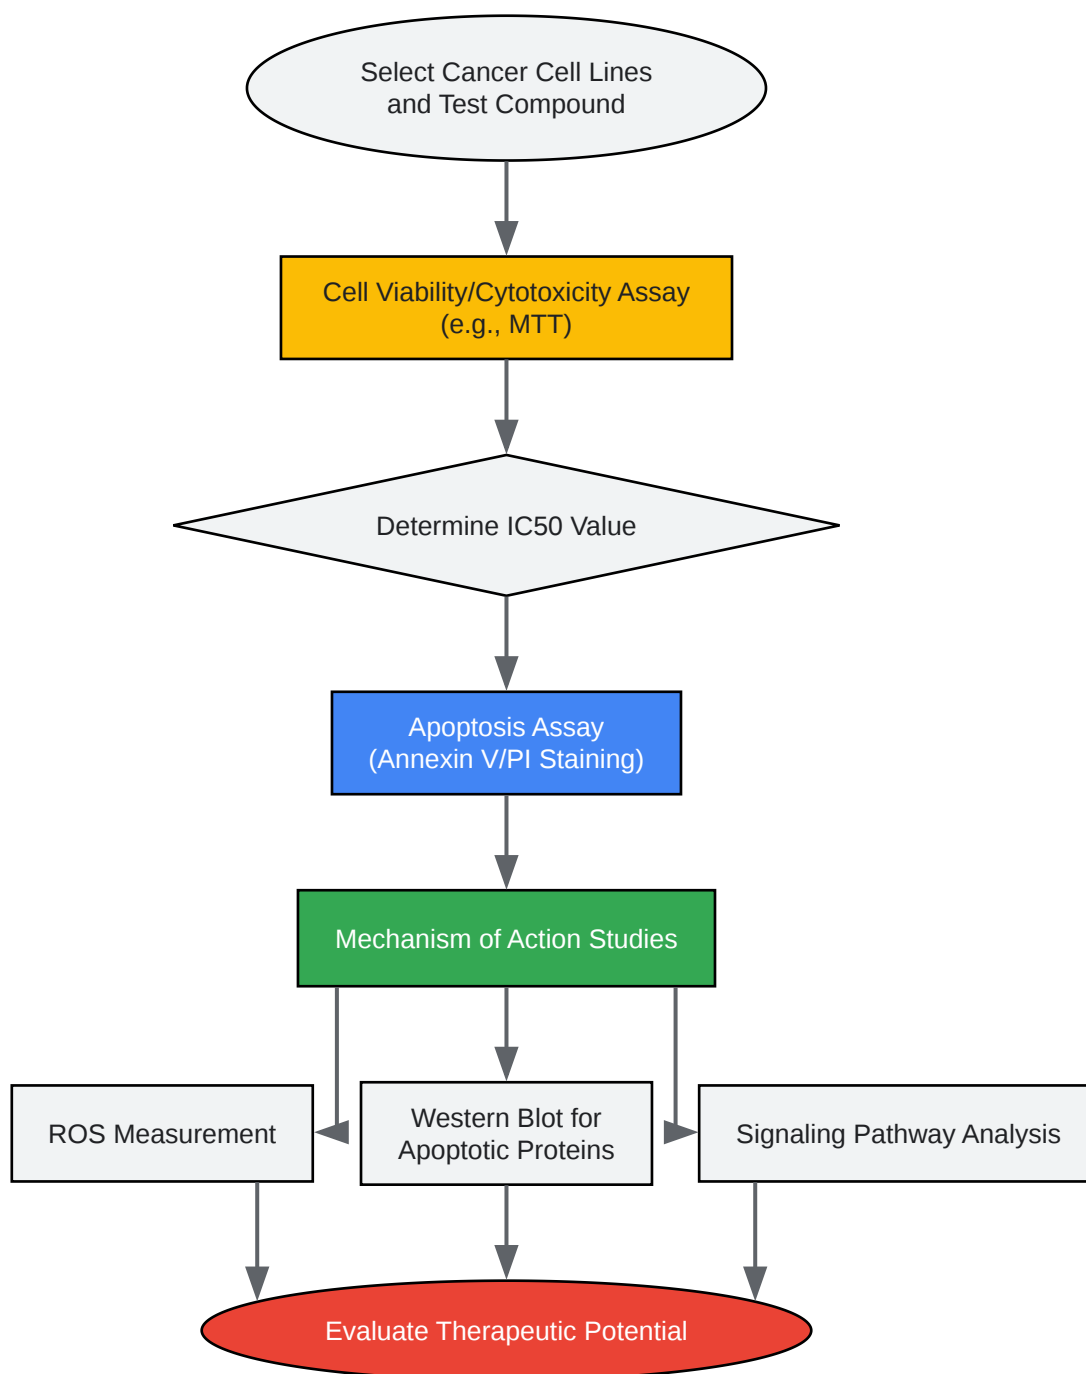 Select Cancer Cell Lines
and Test Compound
Cell Viability/Cytotoxicity Assay
(e.g., MTT)
Determine IC50 Value
Apoptosis Assay
(Annexin V/PI Staining)
Mechanism of Action Studies
ROS Measurement
Western Blot for
Apoptotic Proteins
Signaling Pathway Analysis
Evaluate Therapeutic Potential